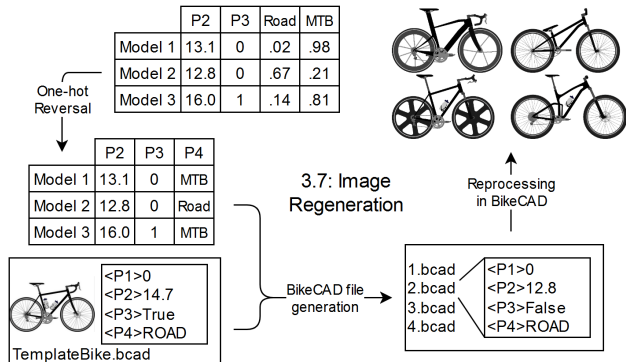 P2 P3 Road MTB
Model 1 13.1 0 .02 .98
Model 2 12.8 0 .67 .21
Model 3 16.0 1 .14 .81
One-hot
Reversal
P2 P3 P4
Model 1 13.1 0 MTB
Model 2 12.8 0 Road
Model 3 16.0 1 MTB
3.7: Image
Regeneration
Reprocessing
in BikeCAD
<P1>0
<P2>14.7
<P3>True
<P4>ROAD
TemplateBike.bcad
BikeCAD file
generation
1.bcad
2.bcad
3.bcad
4.bcad
<P1>0
<P2>12.8
<P3>False
<P4>ROAD